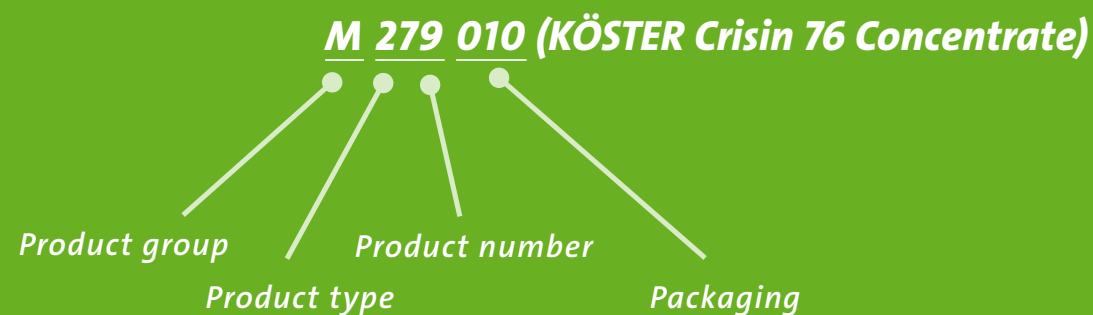 M 279 010 (KÖSTER Crisin 76 Concentrate)
Product group
Product number
Product type
Packaging